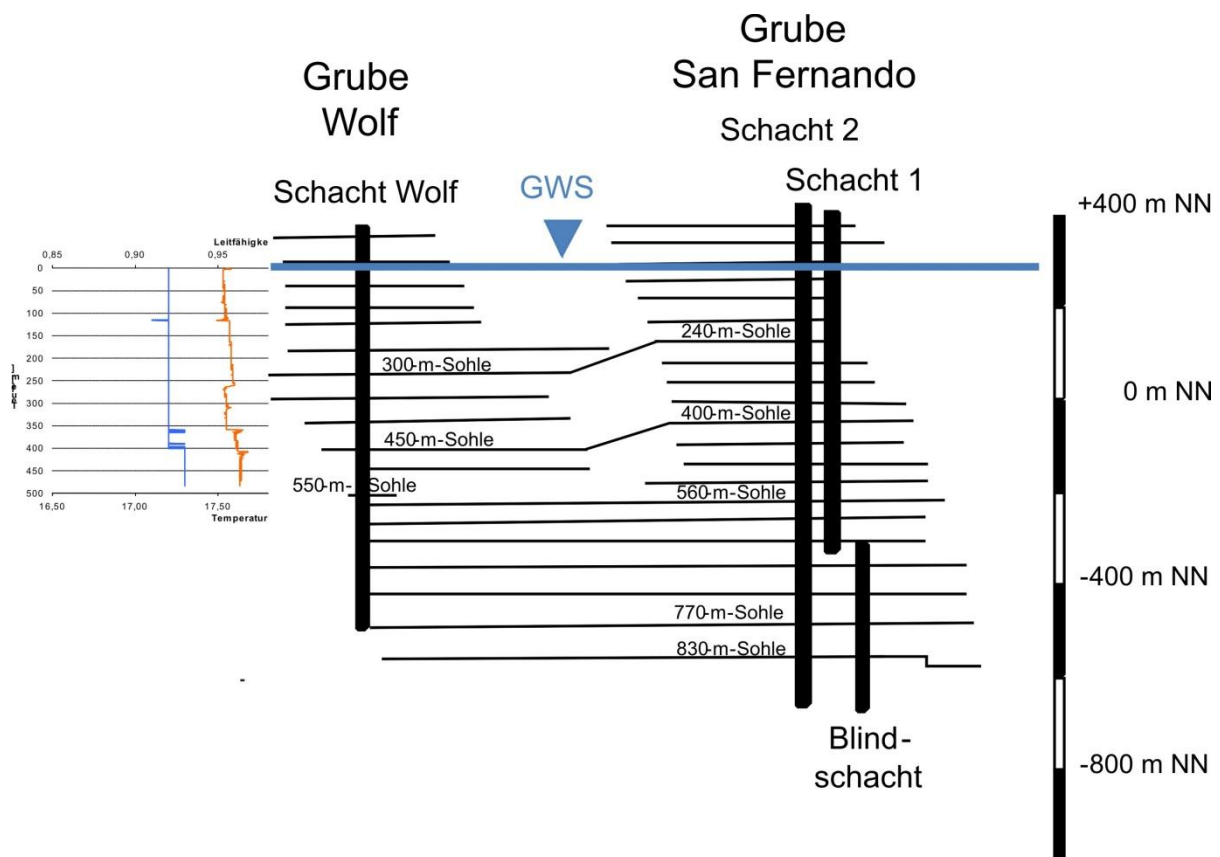 Grube
Wolf
Grube
San Fernando
Schacht 2
Schacht Wolf
GWS
Schacht 1
+400 m NN
Leitfähigke
0,85 0,90 0,95
0
50
100
150
200
250
300
350
400
450
500
16,50 17,00 17,50
Temperatur
240-m-Sohle
300-m-Sohle
0 m NN
400-m-Sohle
450-m-Sohle
550-m- Sohle
560-m-Sohle
-400 m NN
770-m-Sohle
830-m-Sohle
Blind-
schacht
-800 m NN